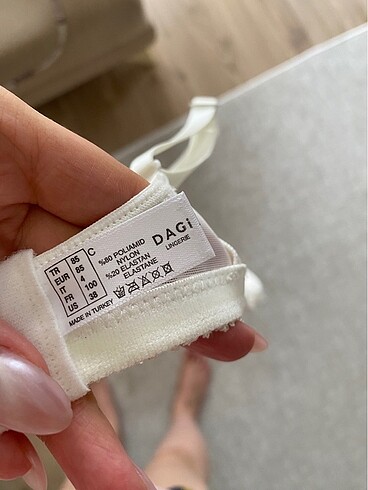 TR 85 C
EUR 85
IT 4
FR 100
US 38
MADE IN TURKEY
%80 POLIAMID
NYLON
%20 ELASTAN
ELASTANE
DAGi
LINGERIE